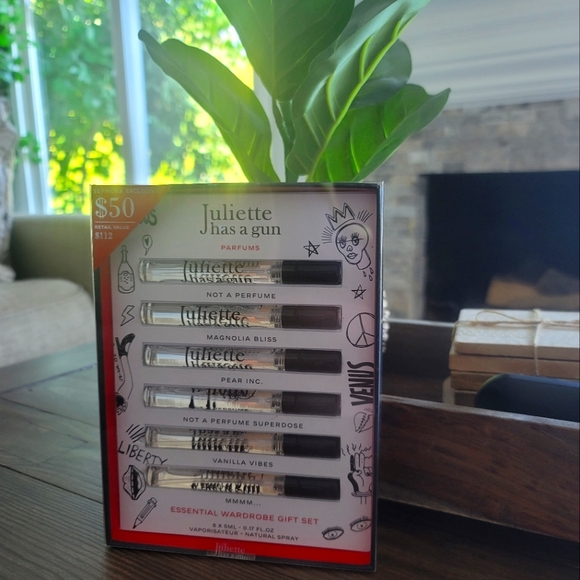 $50
RETAIL VALUE
$112
Juliette
has a gun
PARFUMS
Juliette
NOT A PERFUME
Juliette
MAGNOLIA BLISS
Juliette
PEAR INC.
NOT A PERFUME SUPERDOSE
VENUS
VANILLA VIBES
LIBERTY
MMMM...
ESSENTIAL WARDROBE GIFT SET
6 X 5ML - 0.17 FL.OZ
VAPORISATEUR - NATURAL SPRAY
Juliette